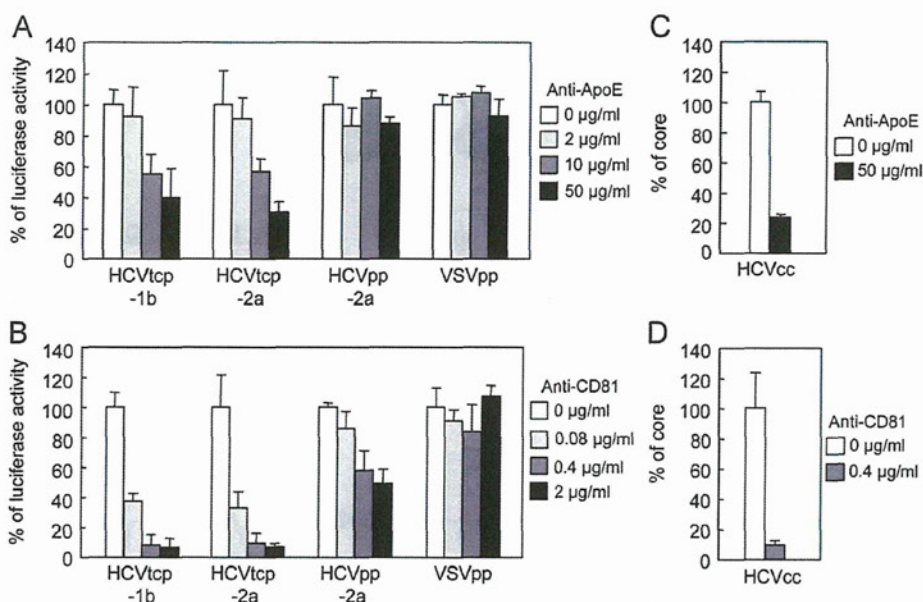 A
% of luciferase activity
140
120
100
80
60
40
20
0
HCVtcp
-1b
HCVtcp
-2a
HCVpp
-2a
VSVpp
Anti-ApoE
0 µg/ml
2 µg/ml
10 µg/ml
50 µg/ml
C
% of core
140
120
100
80
60
40
20
0
HCVcc
Anti-ApoE
0 µg/ml
50 µg/ml
B
% of luciferase activity
140
120
100
80
60
40
20
0
HCVtcp
-1b
HCVtcp
-2a
HCVpp
-2a
VSVpp
Anti-CD81
0 µg/ml
0.08 µg/ml
0.4 µg/ml
2 µg/ml
D
% of core
140
120
100
80
60
40
20
0
HCVcc
Anti-CD81
0 µg/ml
0.4 µg/ml